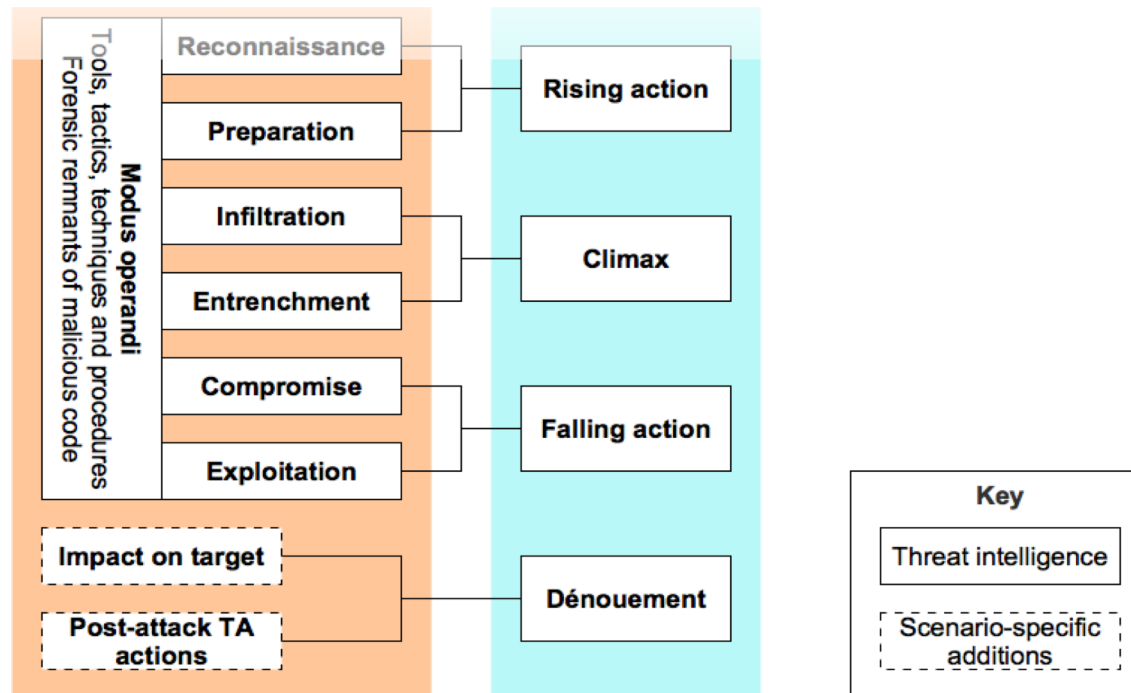 Tools, tactics, techniques and procedures
Forensic remnants of malicious code
Modus operandi
Reconnaissance
Preparation
Infiltration
Entrenchment
Compromise
Exploitation
Impact on target
Post-attack TA
actions
Rising action
Climax
Falling action
Dénouement
Key
Threat intelligence
Scenario-specific
additions